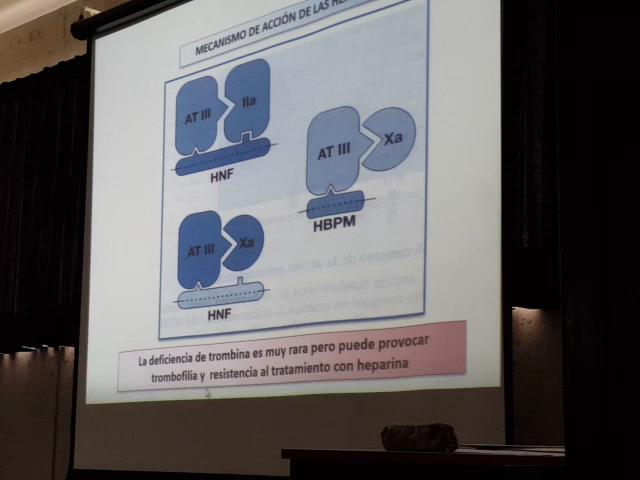 MECANISMO DE ACCIÓN DE LAS
AT III
IIa
HNF
AT III
Xa
HBPM
AT III
Xa
HNF
La deficiencia de trombina es muy rara pero puede provocar
trombofilia y resistencia al tratamiento con heparina